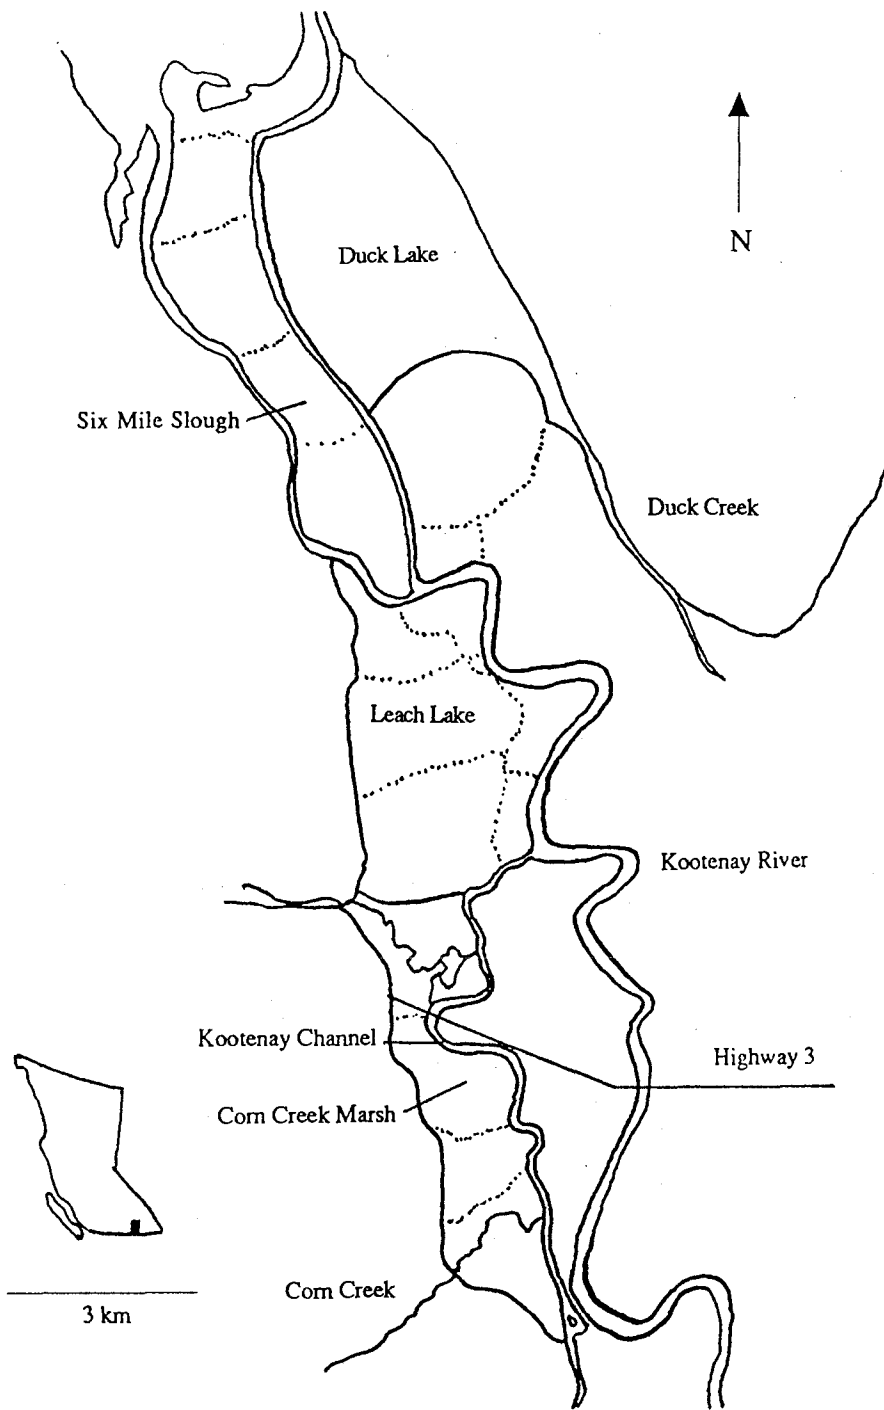 N
Duck Lake
Six Mile Slough
Duck Creek
Leach Lake
Kootenay River
Kootenay Channel
Highway 3
Corn Creek Marsh
Corn Creek
3 km